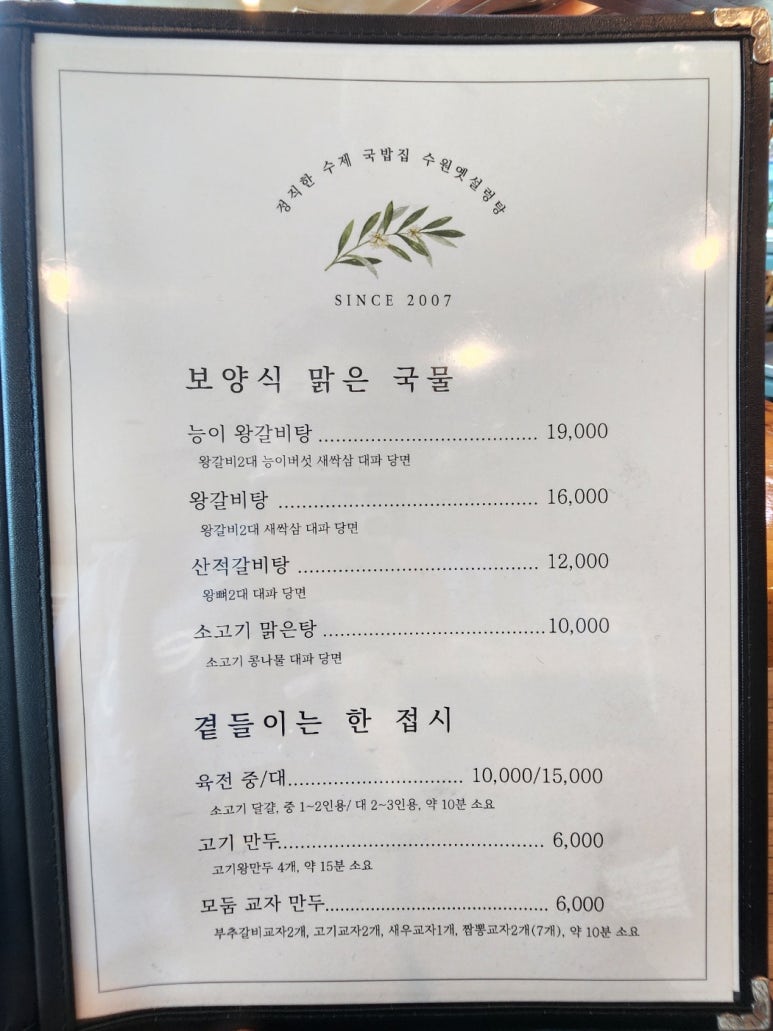 정직한 수제 국밥집 수원옛설렁탕
SINCE 2007
보양식 맑은 국물
능이 왕갈비탕 ........................................ 19,000
왕갈비2대 능이버섯 새싹삼 대파 당면
왕갈비탕 ........................................ 16,000
왕갈비2대 새싹삼 대파 당면
산적갈비탕 ........................................ 12,000
왕뼈2대 대파 당면
소고기 맑은탕 ........................................ 10,000
소고기 콩나물 대파 당면
곁들이는 한 접시
육전 중/대........................................ 10,000/15,000
소고기 달걀, 중 1~2인용/ 대 2~3인용, 약 10분 소요
고기 만두........................................ 6,000
고기왕만두 4개, 약 15분 소요
모둠 교자 만두........................................ 6,000
부추갈비교자2개, 고기교자2개, 새우교자1개, 짬뽕교자2개(7개), 약 10분 소요